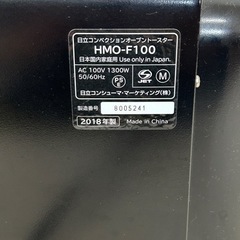 日立コンベクションオーブントースター
HMO-F100
日本国内家庭用 Use only in Japan.
AC 100V 1300W
50/60Hz
PS E
JET
M
製造番号 800S241
日立コンシューマ・マーケティング(株)
2018年製 Made in China